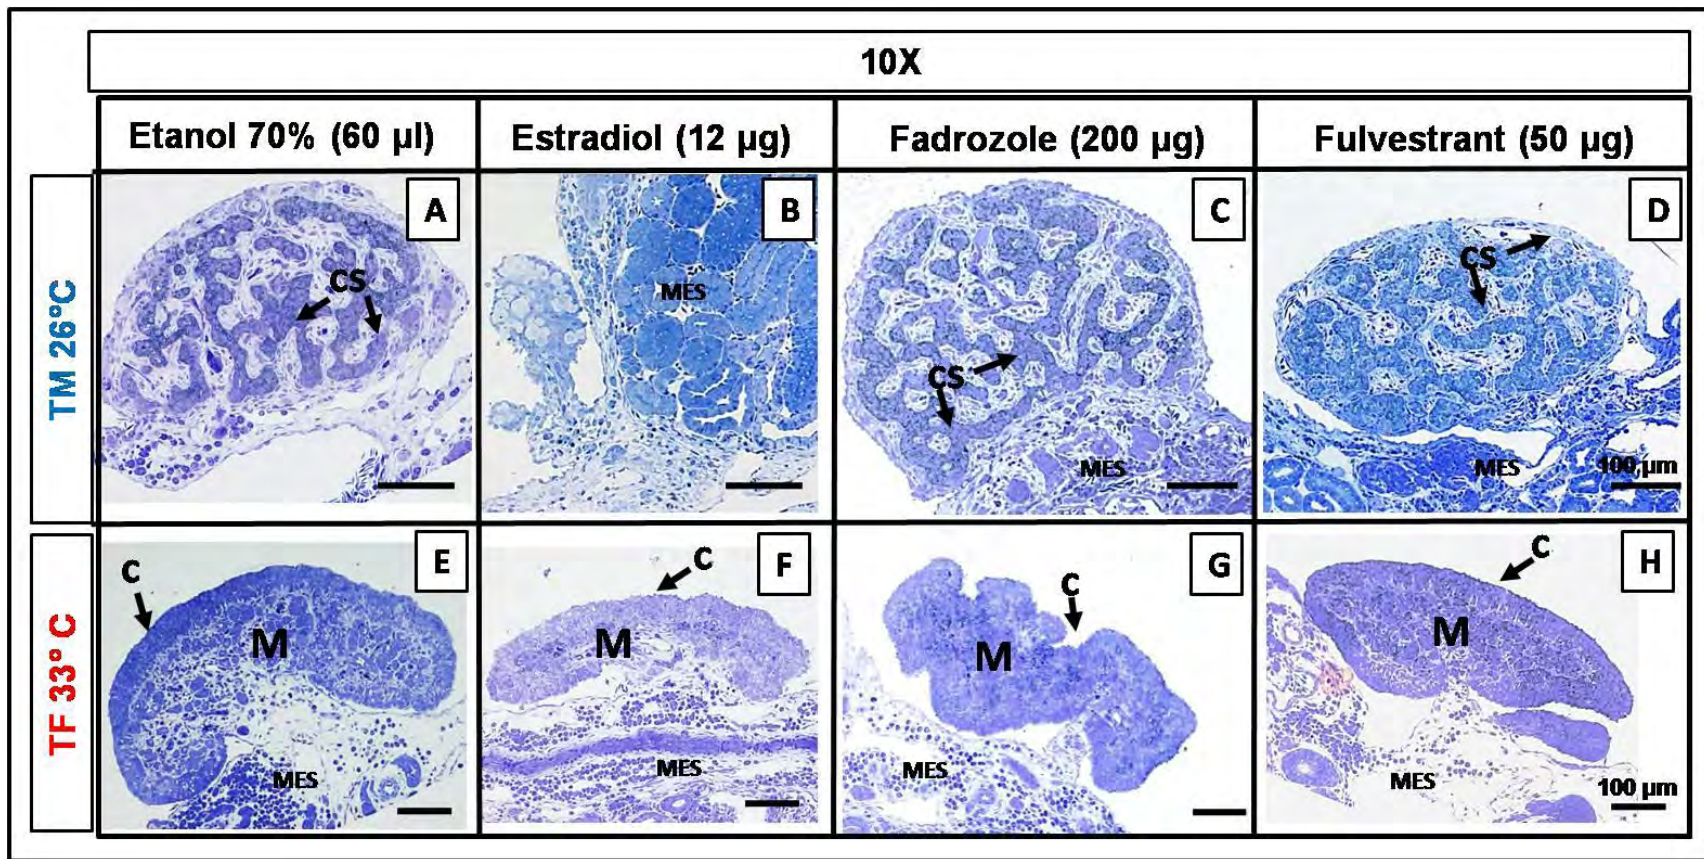 10X
Etanol 70% (60 µl)
Estradiol (12 µg)
Fadrozole (200 µg)
Fulvestrant (50 µg)
TM 26°C
A
CS
B
MES
C
CS
MES
D
CS
MES
100 µm
TF 33° C
E
C
M
MES
F
C
M
MES
G
C
M
MES
H
C
M
MES
100 µm